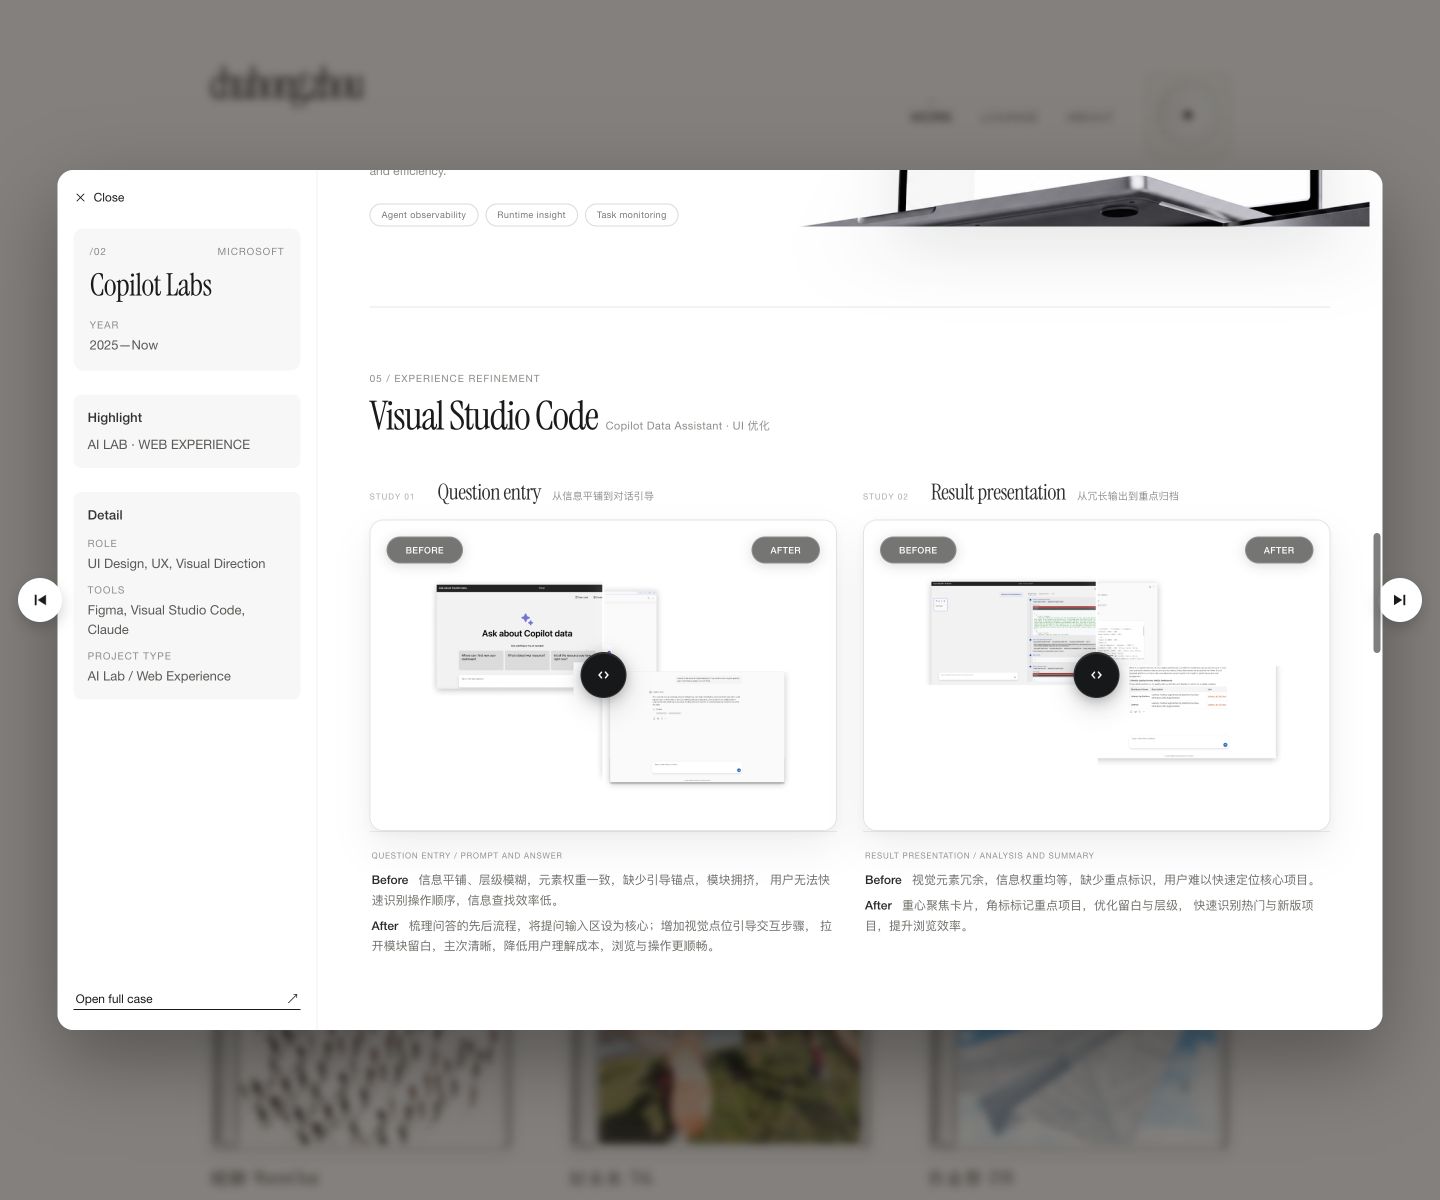 chuhongzhou
HOME
LOUNGE
ABOUT
Close
/02
MICROSOFT
Copilot Labs
YEAR
2025—Now
Highlight
AI LAB · WEB EXPERIENCE
Detail
ROLE
UI Design, UX, Visual Direction
TOOLS
Figma, Visual Studio Code,
Claude
PROJECT TYPE
AI Lab / Web Experience
Open full case
and efficiency.
Agent observability
Runtime insight
Task monitoring
05 / EXPERIENCE REFINEMENT
Visual Studio Code Copilot Data Assistant · UI 优化
STUDY 01 Question entry 从信息平铺到对话引导
BEFORE
AFTER
Ask about Copilot data
QUESTION ENTRY / PROMPT AND ANSWER
Before 信息平铺、层级模糊，元素权重一致，缺少引导锚点，模块拥挤， 用户无法快
速识别操作顺序，信息查找效率低。
After 梳理问答的先后流程，将提问输入区设为核心；增加视觉点位引导交互步骤， 拉
开模块留白，主次清晰，降低用户理解成本，浏览与操作更顺畅。
STUDY 02 Result presentation 从冗长输出到重点归档
BEFORE
AFTER
RESULT PRESENTATION / ANALYSIS AND SUMMARY
Before 视觉元素冗余，信息权重均等，缺少重点标识，用户难以快速定位核心项目。
After 重心聚焦卡片，角标标记重点项目，优化留白与层级， 快速识别热门与新版项
目，提升浏览效率。